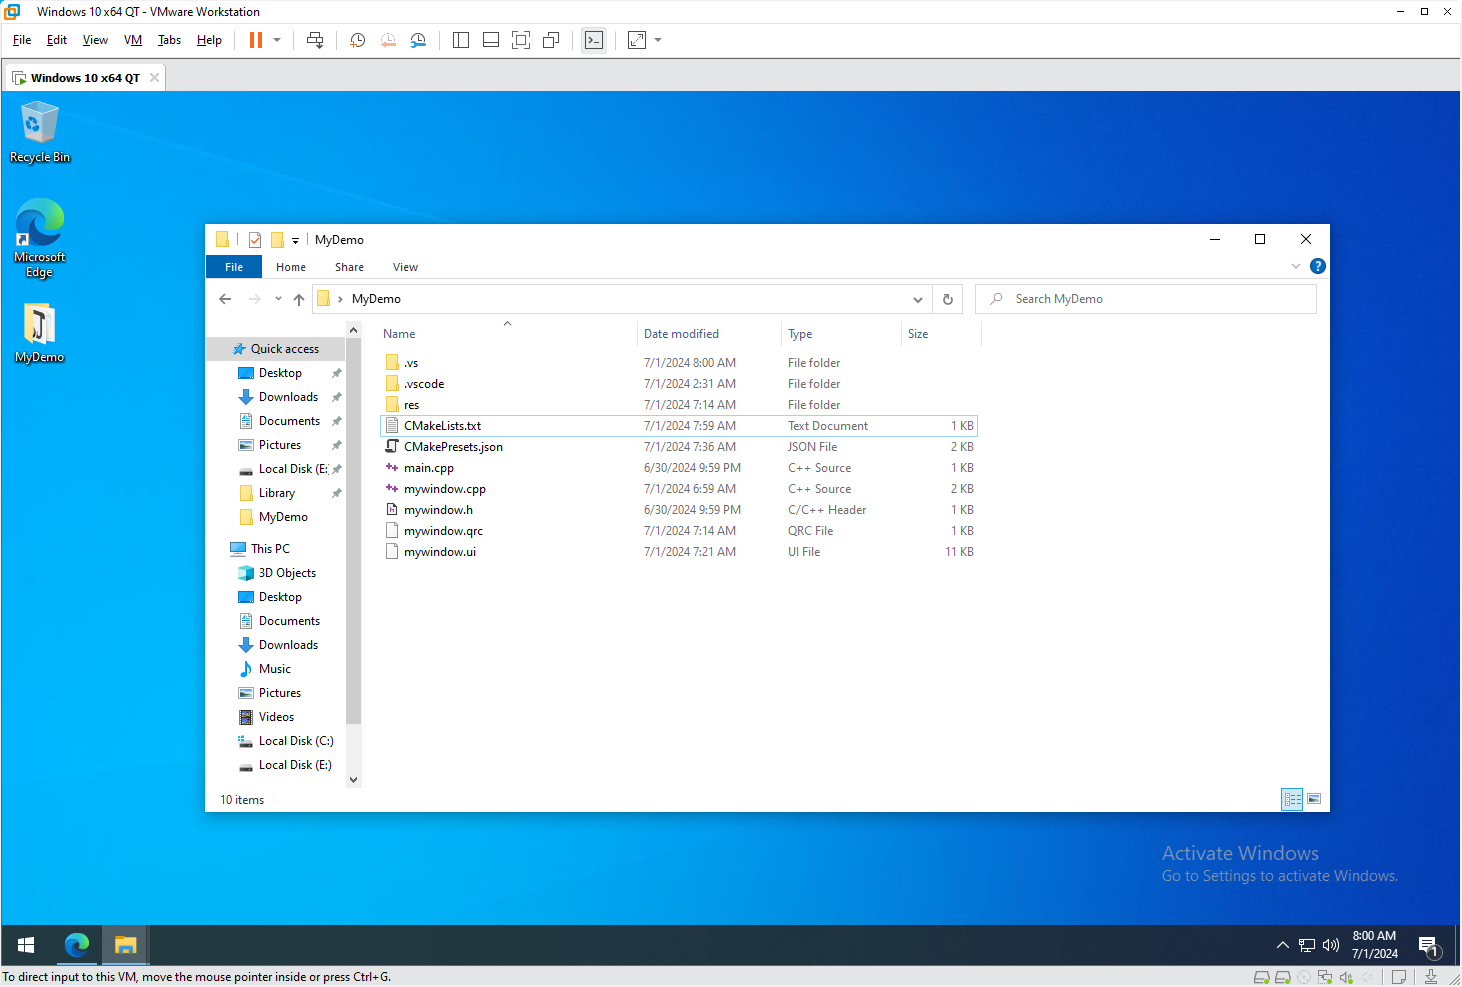 Windows 10 x64 QT - VMware Workstation
File Edit View VM Tabs Help
Windows 10 x64 QT
Recycle Bin
Microsoft
Edge
MyDemo
MyDemo
File Home Share View
MyDemo
Search MyDemo
Name Date modified Type Size
.vs 7/1/2024 8:00 AM File folder
.vscode 7/1/2024 2:31 AM File folder
res 7/1/2024 7:14 AM File folder
CMakeLists.txt 7/1/2024 7:59 AM Text Document 1 KB
CMakePresets.json 7/1/2024 7:36 AM JSON File 2 KB
main.cpp 6/30/2024 9:59 PM C++ Source 1 KB
mywindow.cpp 7/1/2024 6:59 AM C++ Source 2 KB
mywindow.h 6/30/2024 9:59 PM C/C++ Header 1 KB
mywindow.qrc 7/1/2024 7:14 AM QRC File 1 KB
mywindow.ui 7/1/2024 7:21 AM UI File 11 KB
Quick access
Desktop
Downloads
Documents
Pictures
Local Disk (E:
Library
MyDemo
This PC
3D Objects
Desktop
Documents
Downloads
Music
Pictures
Videos
Local Disk (C:)
Local Disk (E:)
10 items
Activate Windows
Go to Settings to activate Windows.
8:00 AM
7/1/2024
1
To direct input to this VM, move the mouse pointer inside or press Ctrl+G.